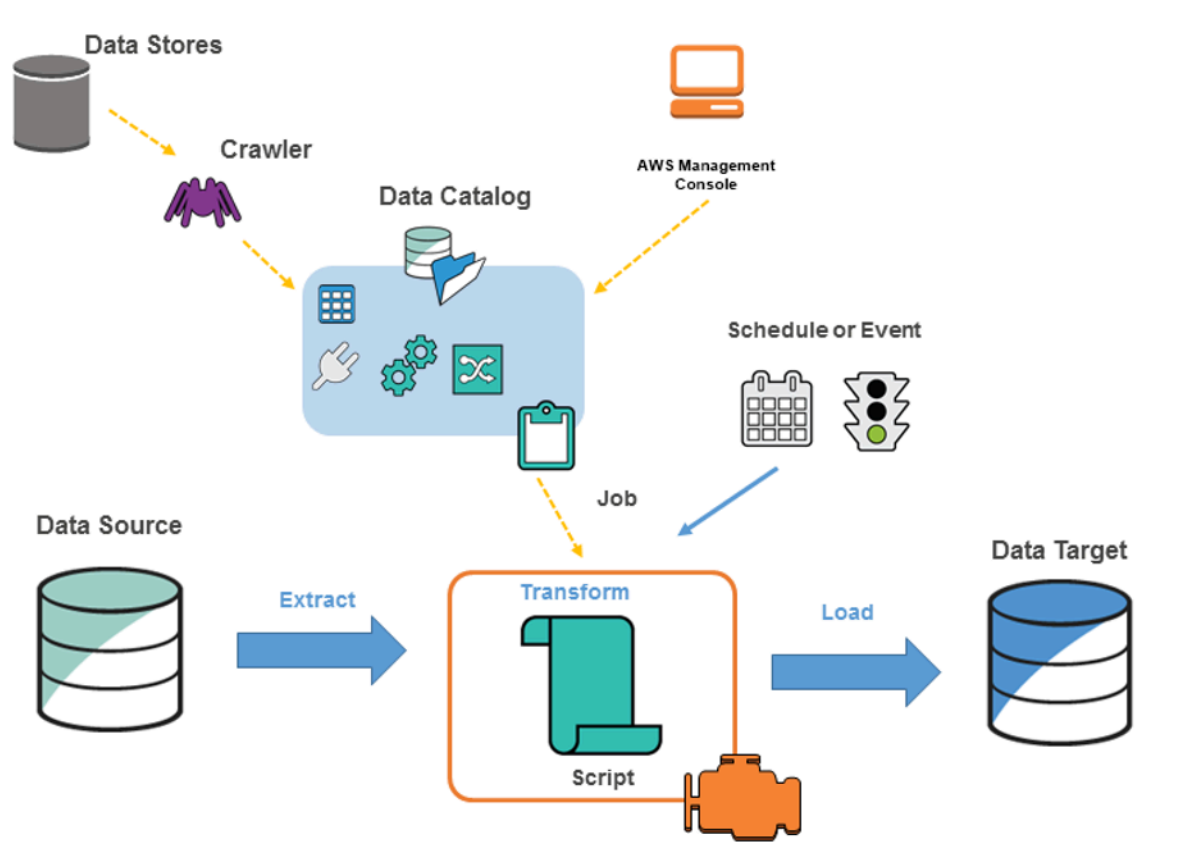 Data Stores
Crawler
AWS Management
Console
Data Catalog
Schedule or Event
Job
Data Source
Data Target
Extract
Transform
Load
Script